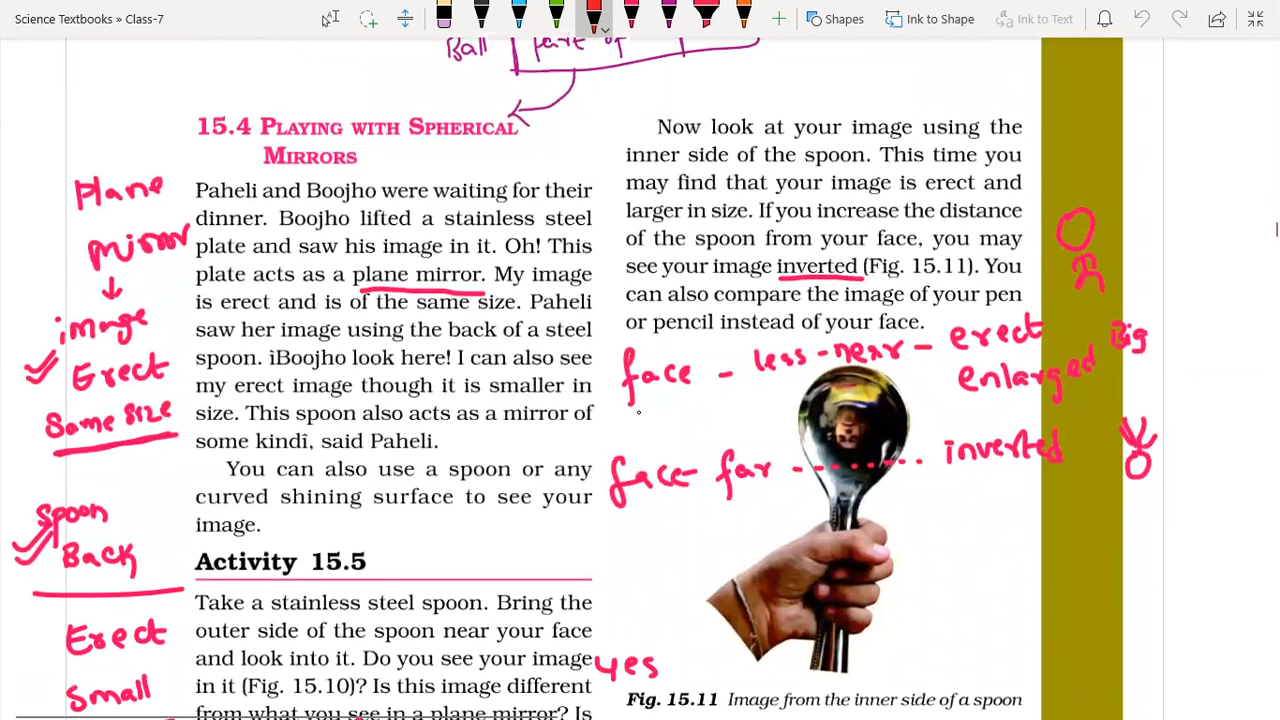 Science Textbooks » Class-7
Shapes
Ink to Shape
Ink to Text
Ball part of
15.4 PLAYING WITH SPHERICAL
MIRRORS
Paheli and Boojho were waiting for their
dinner. Boojho lifted a stainless steel
plate and saw his image in it. Oh! This
plate acts as a plane mirror. My image
is erect and is of the same size. Paheli
saw her image using the back of a steel
spoon. ìBoojho look here! I can also see
my erect image though it is smaller in
size. This spoon also acts as a mirror of
some kindî, said Paheli.
You can also use a spoon or any
curved shining surface to see your
image.
Activity 15.5
Take a stainless steel spoon. Bring the
outer side of the spoon near your face
and look into it. Do you see your image
in it (Fig. 15.10)? Is this image different
from what you see in a plane mirror? Is
Plane
mirror
image
Erect
Same Size
Spoon
Back
Erect
Small
Now look at your image using the
inner side of the spoon. This time you
may find that your image is erect and
larger in size. If you increase the distance
of the spoon from your face, you may
see your image inverted (Fig. 15.11). You
can also compare the image of your pen
or pencil instead of your face.
face - less - near - erect Big
enlarged
face far ........ inverted
yes
Fig. 15.11 Image from the inner side of a spoon